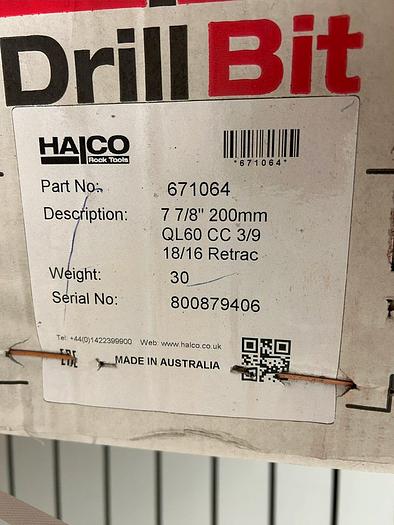 Drill Bit
HALCO
Rock Tools
*671064*
Part No: 671064
Description: 7 7/8" 200mm
QL60 CC 3/9
18/16 Retrac
Weight: 30
Serial No: 800879406
Tel: +44(0)1422399900 Web: www.halco.co.uk
EAC MADE IN AUSTRALIA